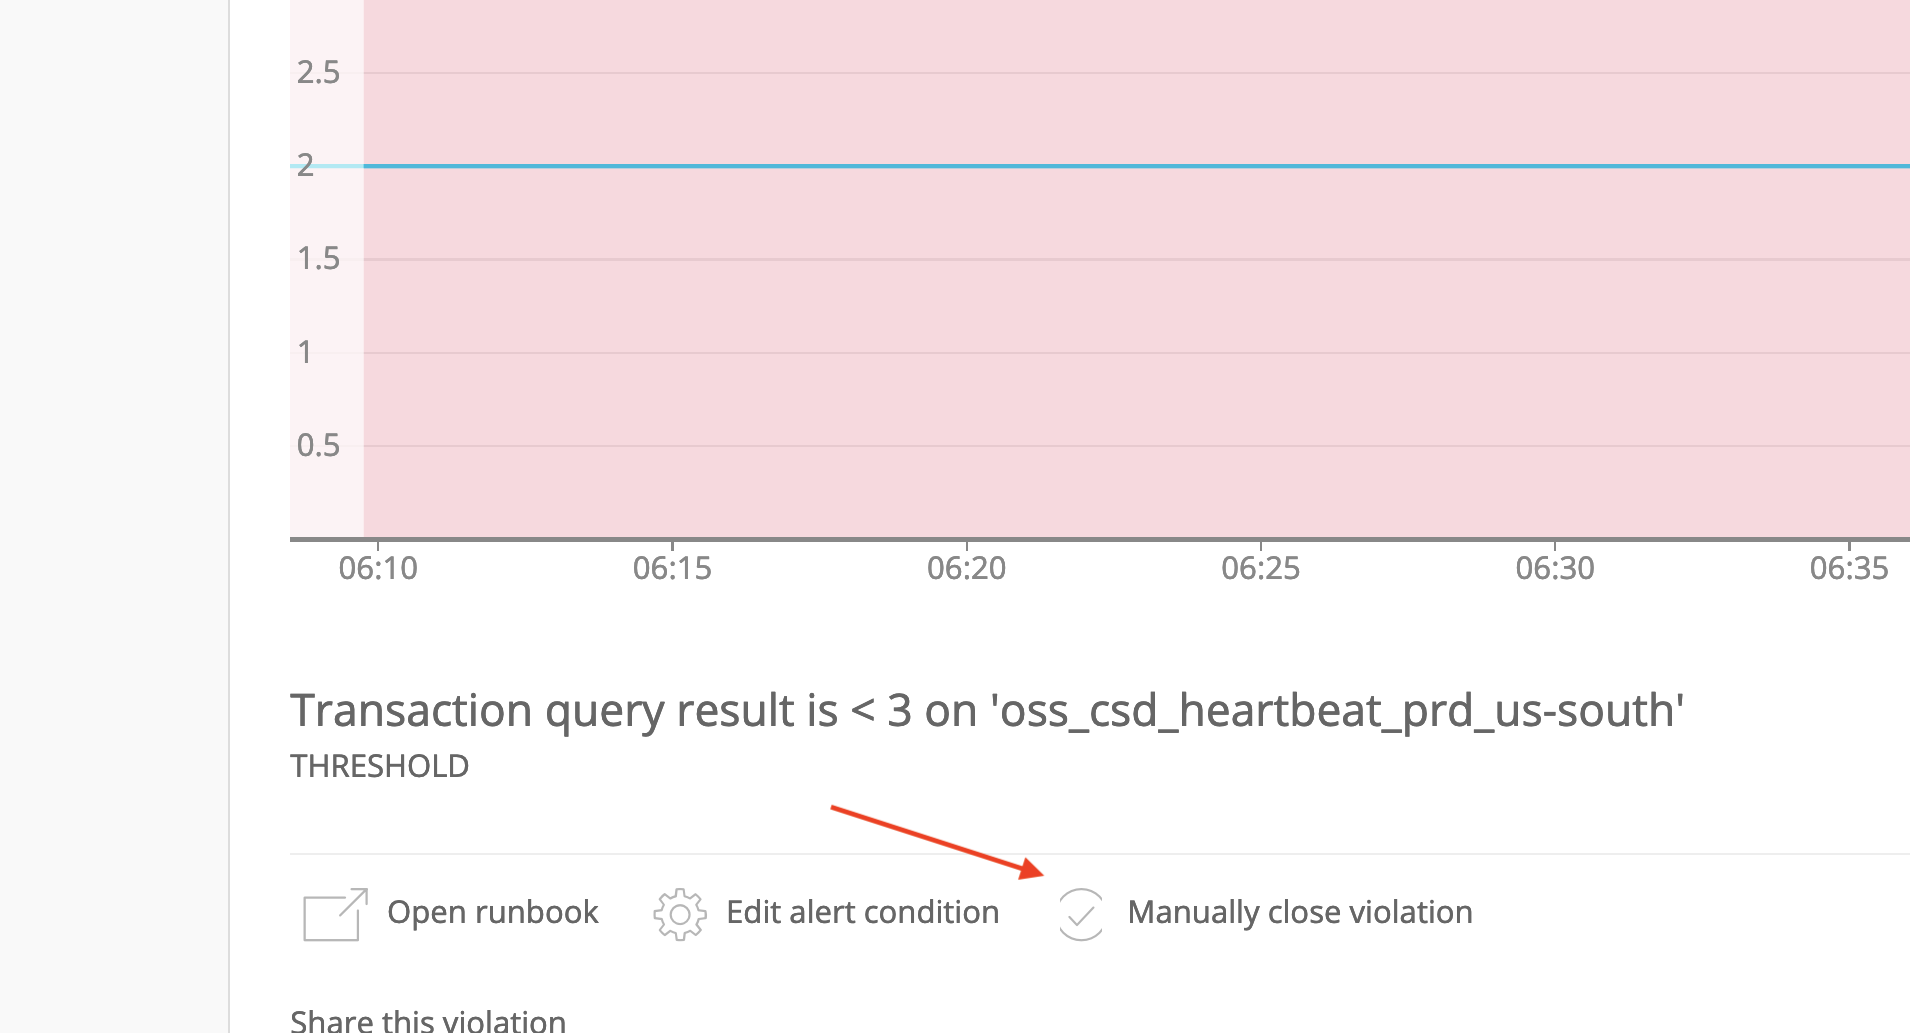 2.5
2
1.5
1
0.5
06:10 06:15 06:20 06:25 06:30 06:35
Transaction query result is < 3 on 'oss_csd_heartbeat_prd_us-south'
THRESHOLD
Open runbook Edit alert condition Manually close violation
Share this violation